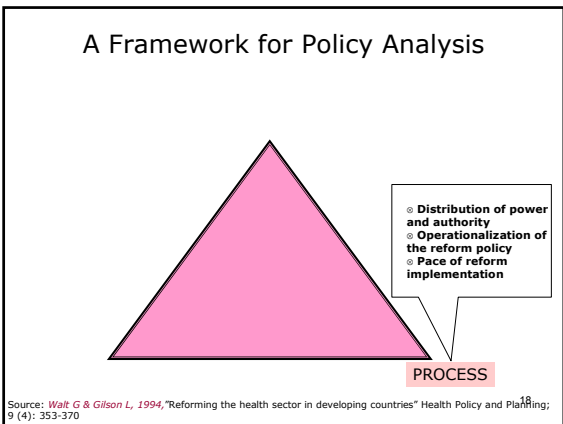 A Framework for Policy Analysis
⊗ Distribution of power
and authority
⊗ Operationalization of
the reform policy
⊗ Pace of reform
implementation
PROCESS
18
Source: Walt G & Gilson L, 1994,"Reforming the health sector in developing countries" Health Policy and Planning;
9 (4): 353-370